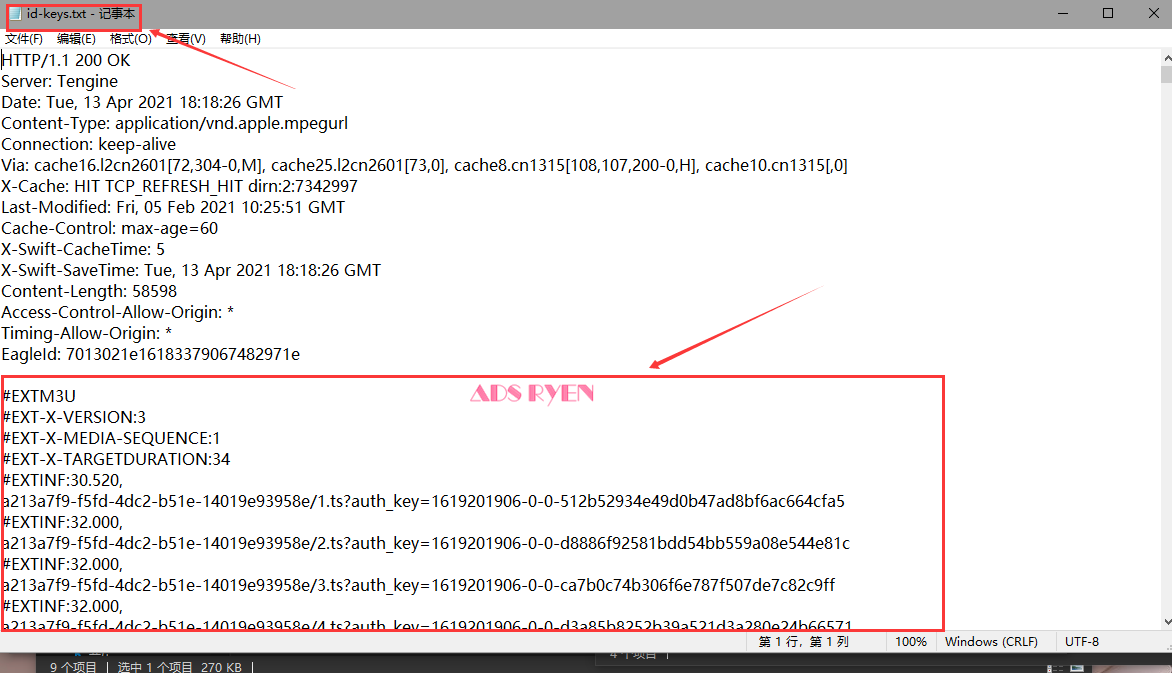 id-keys.txt - 记事本
文件(F) 编辑(E) 格式(O) 查看(V) 帮助(H)
HTTP/1.1 200 OK
Server: Tengine
Date: Tue, 13 Apr 2021 18:18:26 GMT
Content-Type: application/vnd.apple.mpegurl
Connection: keep-alive
Via: cache16.l2cn2601[72,304-0,M], cache25.l2cn2601[73,0], cache8.cn1315[108,107,200-0,H], cache10.cn1315[,0]
X-Cache: HIT TCP_REFRESH_HIT dirn:2:7342997
Last-Modified: Fri, 05 Feb 2021 10:25:51 GMT
Cache-Control: max-age=60
X-Swift-CacheTime: 5
X-Swift-SaveTime: Tue, 13 Apr 2021 18:18:26 GMT
Content-Length: 58598
Access-Control-Allow-Origin: *
Timing-Allow-Origin: *
EagleId: 7013021e16183379067482971e
#EXTM3U
ADS RYEN
#EXT-X-VERSION:3
#EXT-X-MEDIA-SEQUENCE:1
#EXT-X-TARGETDURATION:34
#EXTINF:30.520,
a213a7f9-f5fd-4dc2-b51e-14019e93958e/1.ts?auth_key=1619201906-0-0-512b52934e49d0b47ad8bf6ac664cfa5
#EXTINF:32.000,
a213a7f9-f5fd-4dc2-b51e-14019e93958e/2.ts?auth_key=1619201906-0-0-d8886f92581bdd54bb559a08e544e81c
#EXTINF:32.000,
a213a7f9-f5fd-4dc2-b51e-14019e93958e/3.ts?auth_key=1619201906-0-0-ca7b0c74b306f6e787f507de7c82c9ff
#EXTINF:32.000,
a213a7f9-f5fd-4dc2-b51e-14019e93958e/4.ts?auth_key=1619201906-0-0-d3a85b8252b39a521d3a280e24b66571
第 1 行，第 1 列 100% Windows (CRLF) UTF-8
9 个项目 选中 1 个项目 270 KB